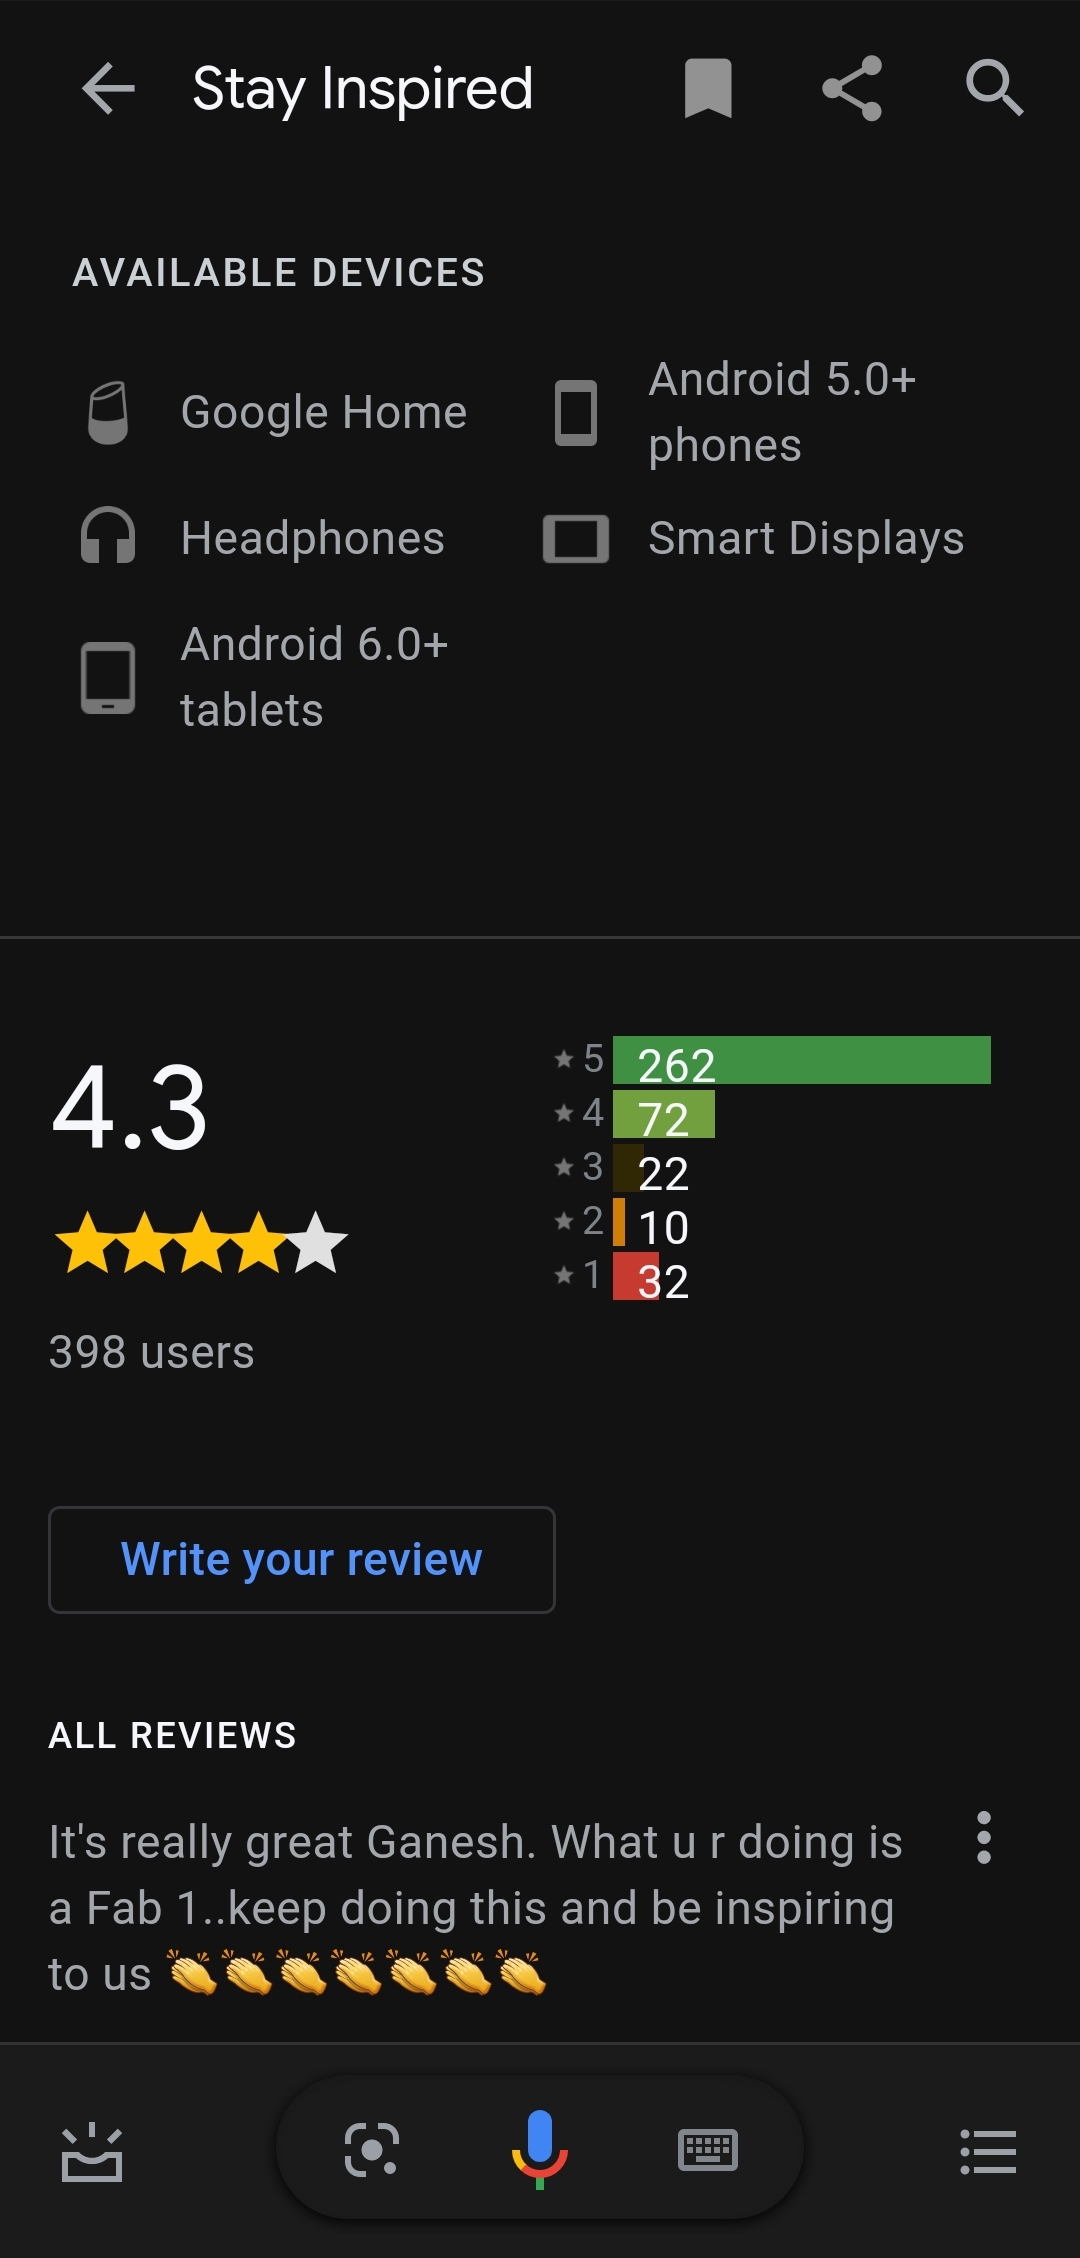 Stay Inspired
AVAILABLE DEVICES
Google Home
Android 5.0+
phones
Headphones
Smart Displays
Android 6.0+
tablets
4.3
398 users
5 262
4 72
3 22
2 10
1 32
Write your review
ALL REVIEWS
It's really great Ganesh. What u r doing is
a Fab 1..keep doing this and be inspiring
to us 👏👏👏👏👏👏👏